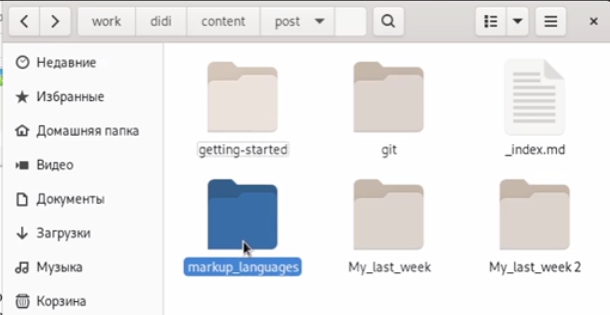 work didi content post
Недавние
Избранные
Домашняя папка
Видео
Документы
Загрузки
Музыка
Корзина
getting-started git _index.md
markup_languages My_last_week My_last_week 2